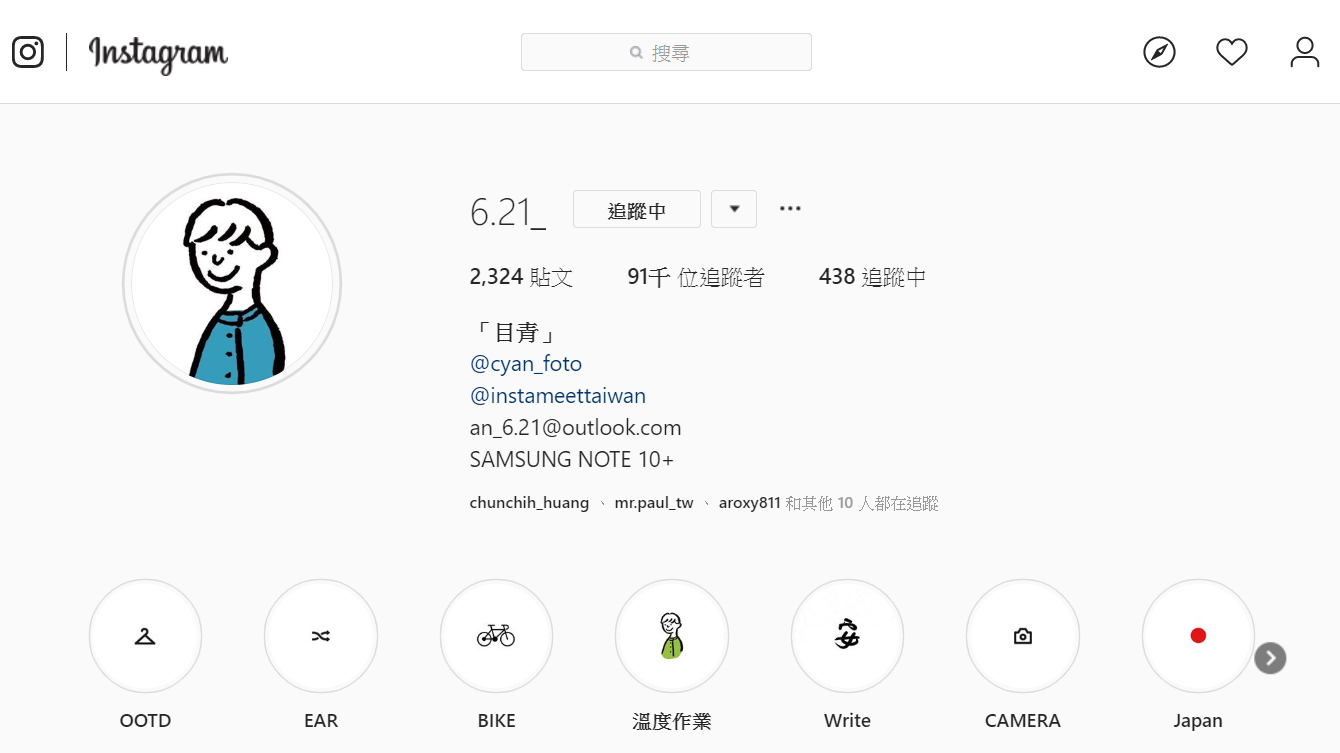 Instagram
搜尋
6.21_ 追蹤中
2,324 貼文 91千 位追蹤者 438 追蹤中
「目青」
@cyan_foto
@instameettaiwan
an_6.21@outlook.com
SAMSUNG NOTE 10+
chunchih_huang 、 mr.paul_tw 、 aroxy811 和其他 10 人都在追蹤
安
OOTD EAR BIKE 溫度作業 Write CAMERA Japan